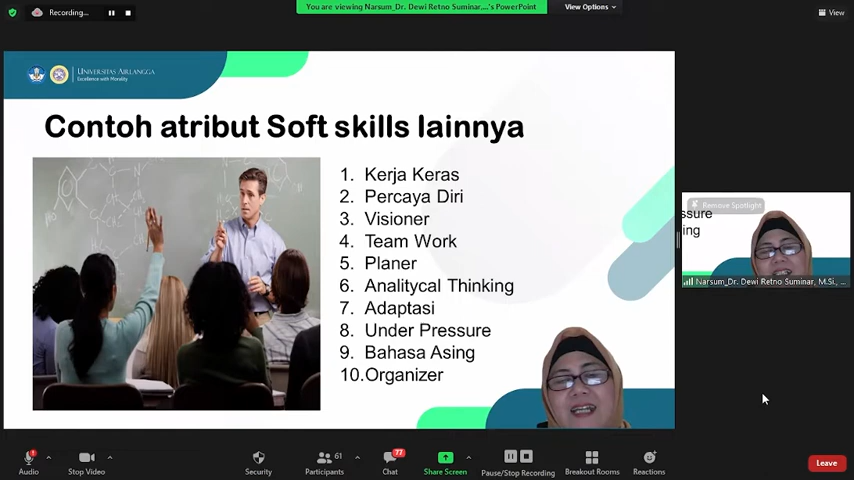 Recording...
You are viewing Narsum_Dr. Dewi Retno Suminar,...'s PowerPoint
View Options
View
UNIVERSITAS AIRLANGGA
Excellence with Morality
Contoh atribut Soft skills lainnya
1. Kerja Keras
2. Percaya Diri
3. Visioner
4. Team Work
5. Planer
6. Analitycal Thinking
7. Adaptasi
8. Under Pressure
9. Bahasa Asing
10.Organizer
Remove Spotlight
ssure
ing
Narsum_Dr. Dewi Retno Suminar, M.Si., ...
Audio
Stop Video
Security
61
Participants
77
Chat
Share Screen
Pause/Stop Recording
Breakout Rooms
Reactions
Leave